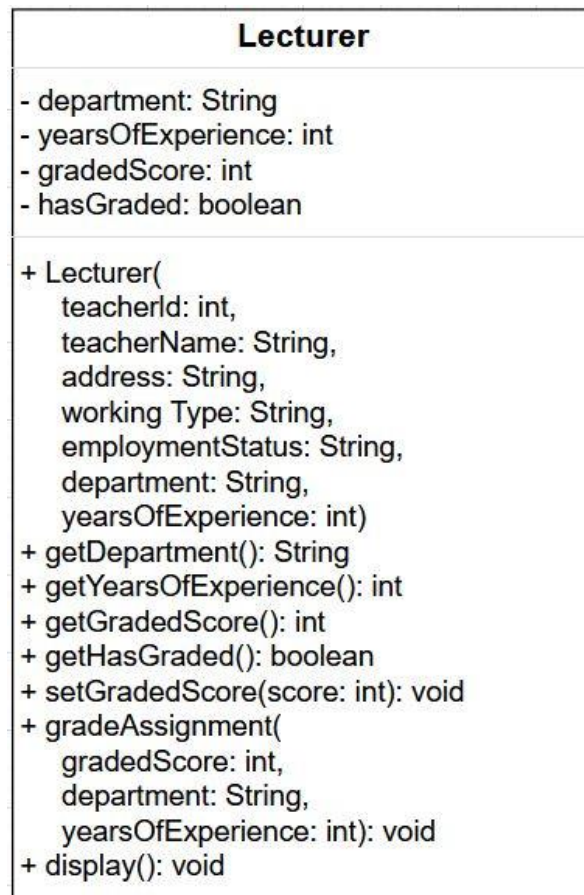 Lecturer
- department: String
- yearsOfExperience: int
- gradedScore: int
- hasGraded: boolean
+ Lecturer(
teacherId: int,
teacherName: String,
address: String,
working Type: String,
employmentStatus: String,
department: String,
yearsOfExperience: int)
+ getDepartment(): String
+ getYearsOfExperience(): int
+ getGradedScore(): int
+ getHasGraded(): boolean
+ setGradedScore(score: int): void
+ gradeAssignment(
gradedScore: int,
department: String,
yearsOfExperience: int): void
+ display(): void